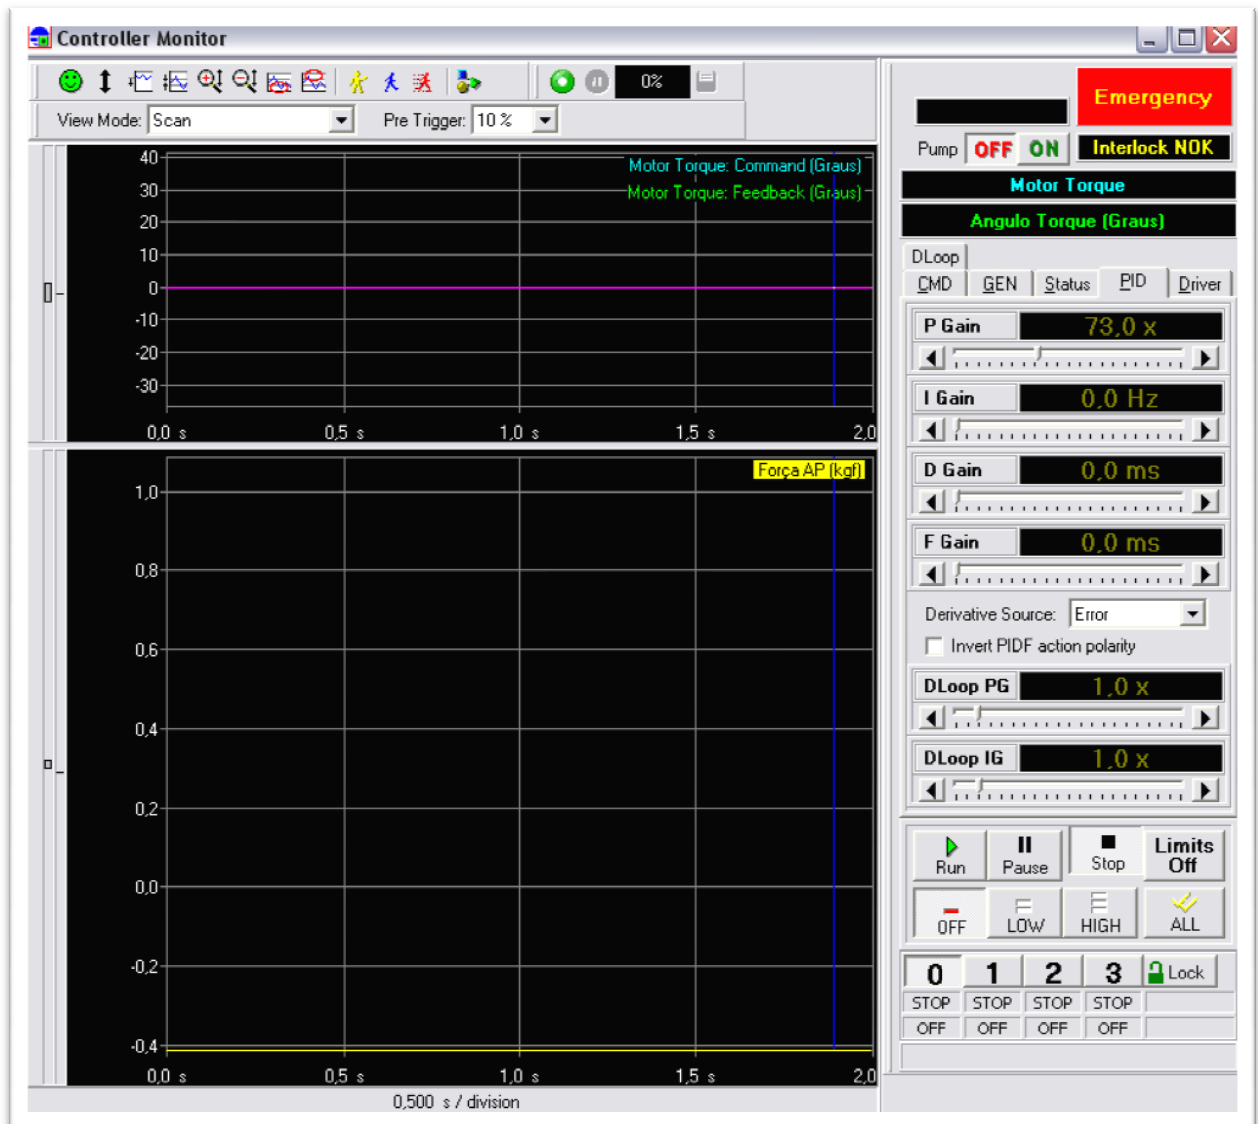 Controller Monitor
0%
View Mode: Scan Pre Trigger: 10 %
40
30
20
10
0
-10
-20
-30
Motor Torque: Command (Graus)
Motor Torque: Feedback (Graus)
0,0 s 0,5 s 1,0 s 1,5 s 2,0
Força AP (kgf)
1,0
0,8
0,6
0,4
0,2
0,0
-0,2
-0,4
0,0 s 0,5 s 1,0 s 1,5 s 2,0
0,500 s / division
Emergency
Pump OFF ON Interlock NOK
Motor Torque
Angulo Torque (Graus)
DLoop
CMD GEN Status PID Driver
P Gain 73,0 x
I Gain 0,0 Hz
D Gain 0,0 ms
F Gain 0,0 ms
Derivative Source: Error
Invert PIDF action polarity
DLoop PG 1,0 x
DLoop IG 1,0 x
Run Pause Stop Limits Off
OFF LOW HIGH ALL
0 1 2 3 Lock
STOP STOP STOP STOP
OFF OFF OFF OFF